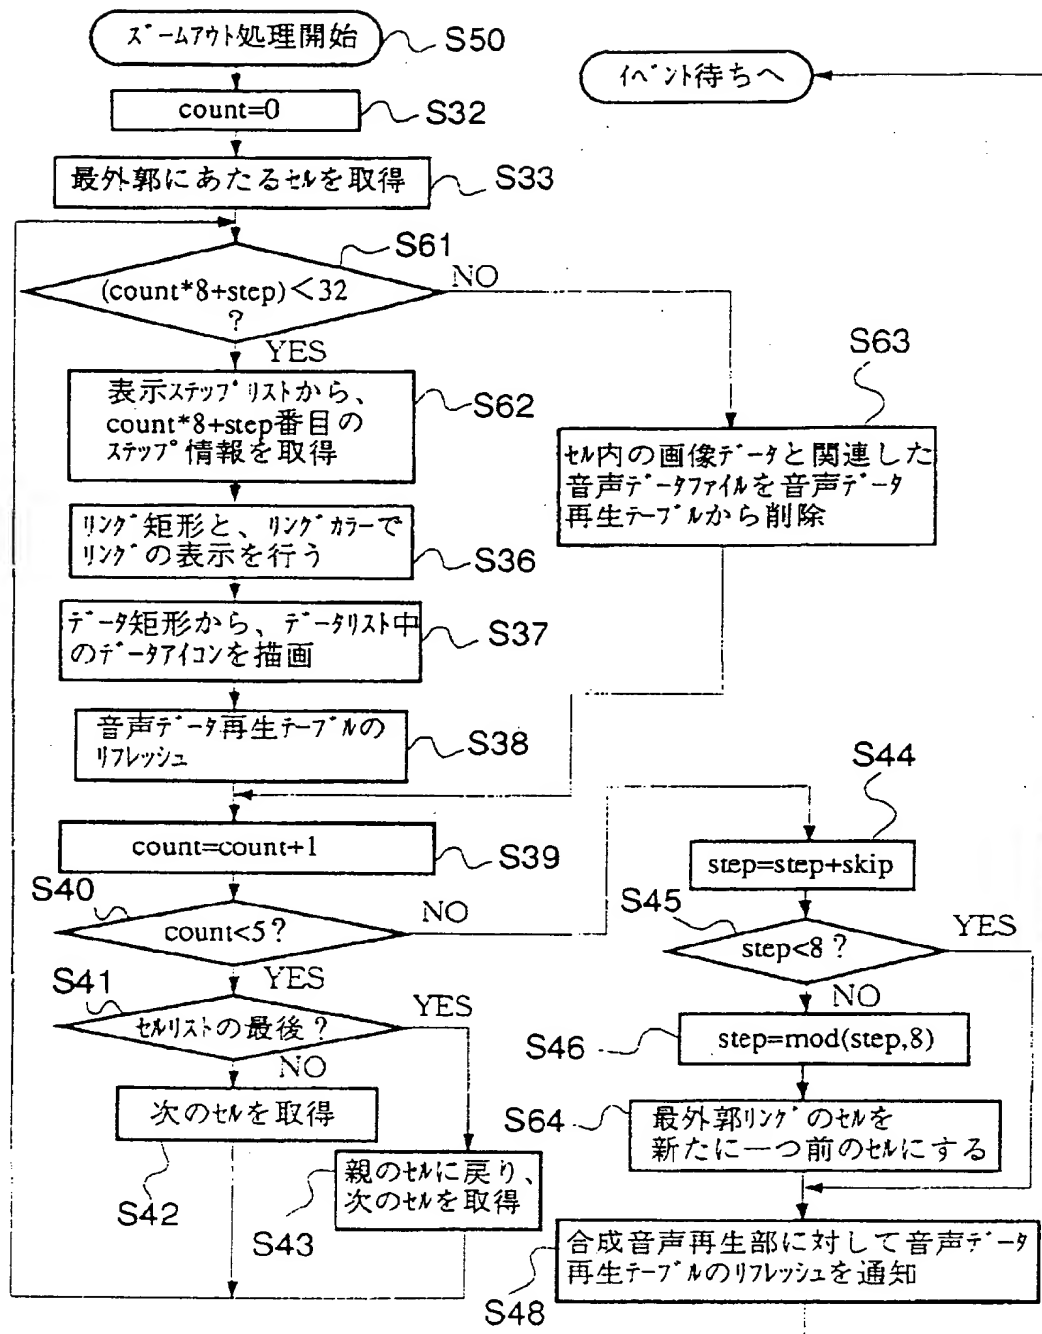 ズームアウト処理開始
S50
イベント待ちへ
count=0
S32
最外郭にあたるセルを取得
S33
S61
(count*8+step)<32
?
NO
YES
表示ステップリストから、
count*8+step番目の
ステップ情報を取得
S62
S63
セル内の画像データと関連した
音声データファイルを音声データ
再生テーブルから削除
リング矩形と、リングカラーで
リングの表示を行う
S36
データ矩形から、データリスト中
のデータアイコンを描画
S37
音声データ再生テーブルの
リフレッシュ
S38
count=count+1
S39
S40
count<5?
NO
YES
S41
セルリストの最後?
YES
NO
次のセルを取得
S42
親のセルに戻り、
次のセルを取得
S43
S44
step=step+skip
S45
step<8?
YES
NO
step=mod(step,8)
S46
S64
最外郭リングのセルを
新たに一つ前のセルにする
合成音声再生部に対して音声データ
再生テーブルのリフレッシュを通知
S48